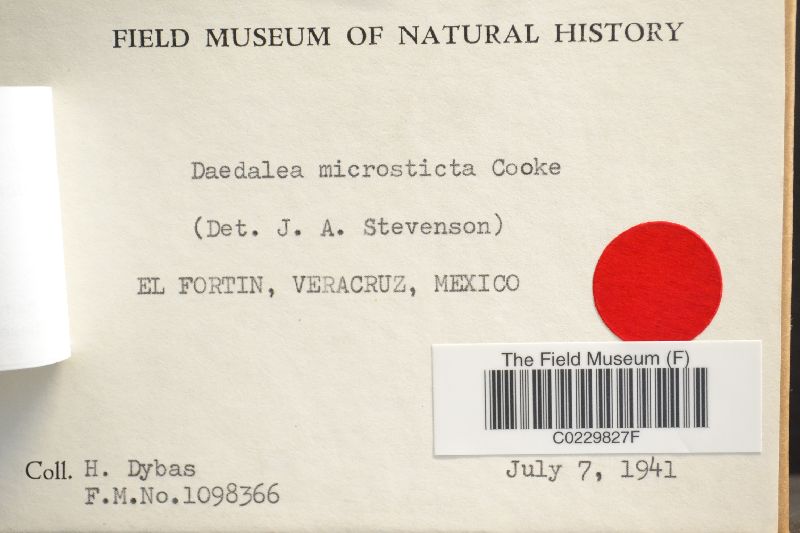 FIELD MUSEUM OF NATURAL HISTORY
Daedalea microsticta Cooke
(Det. J. A. Stevenson)
EL FORTIN, VERACRUZ, MEXICO
The Field Museum (F)
C0229827F
Coll. H. Dybas
July 7, 1941
F.M.No.1098366